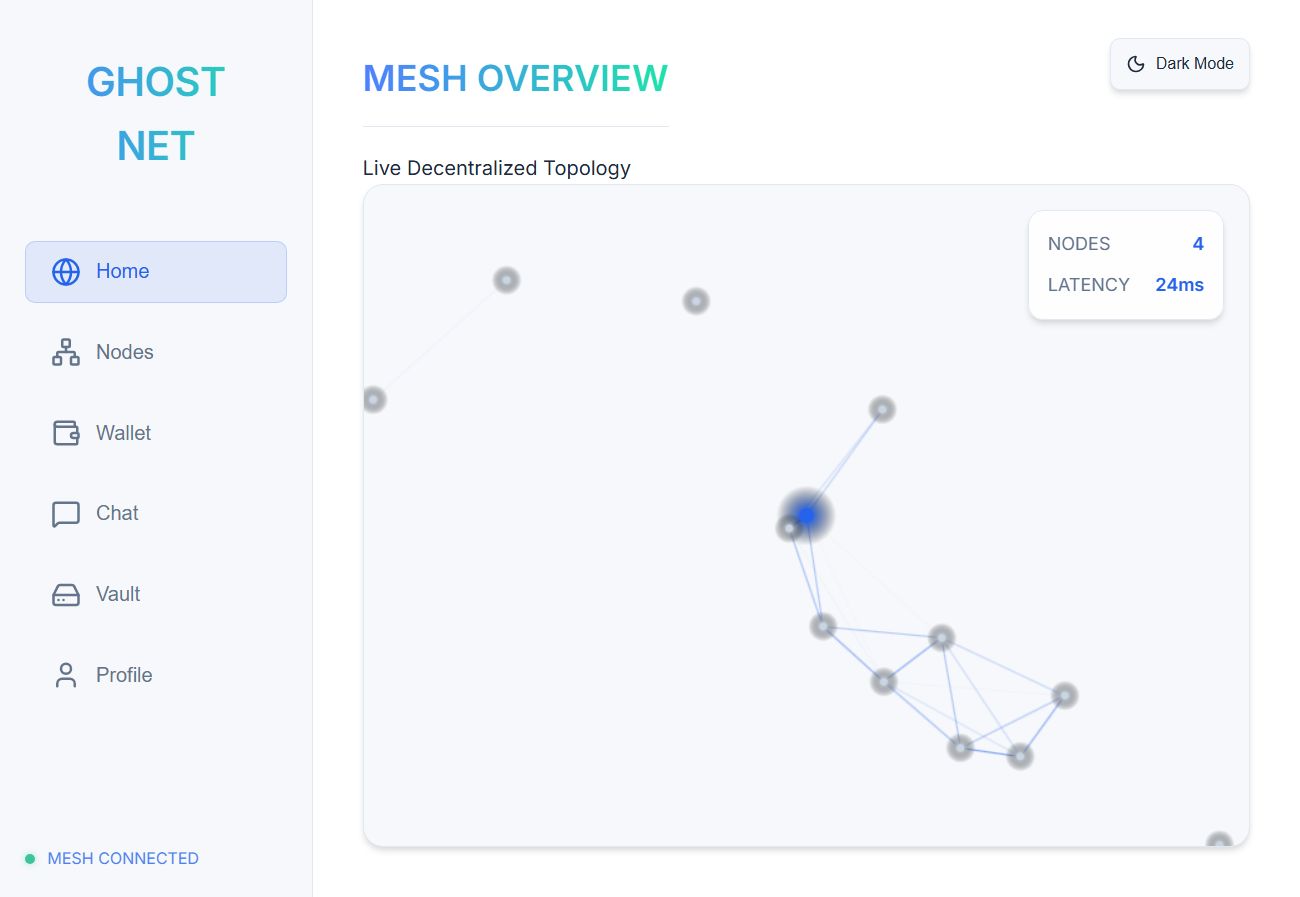 GHOST
NET
Home
Nodes
Wallet
Chat
Vault
Profile
MESH CONNECTED
MESH OVERVIEW
Dark Mode
Live Decentralized Topology
NODES 4
LATENCY 24ms